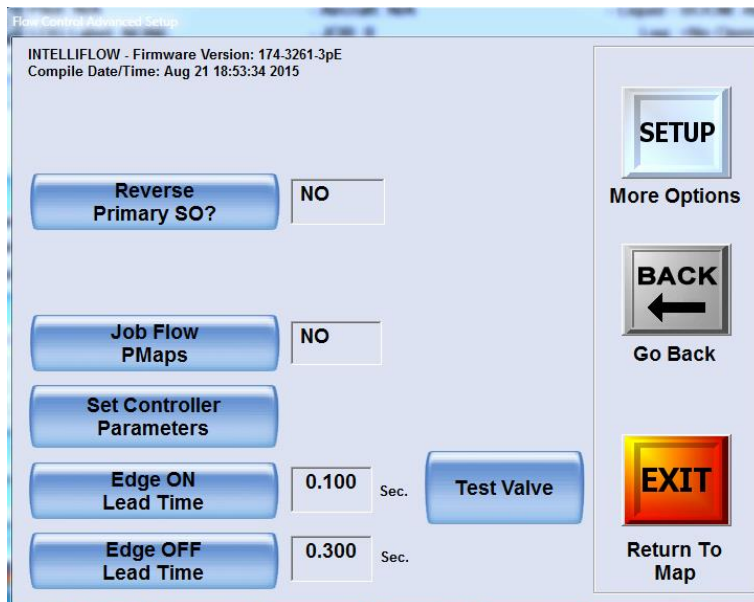 Flow Control Advanced Setup
INTELLIFLOW - Firmware Version: 174-3261-3pE
Compile Date/Time: Aug 21 18:53:34 2015
Reverse
Primary SO?
NO
Job Flow
PMaps
NO
Set Controller
Parameters
Edge ON
Lead Time
0.100
Sec.
Test Valve
Edge OFF
Lead Time
0.300
Sec.
SETUP
More Options
BACK
Go Back
EXIT
Return To
Map